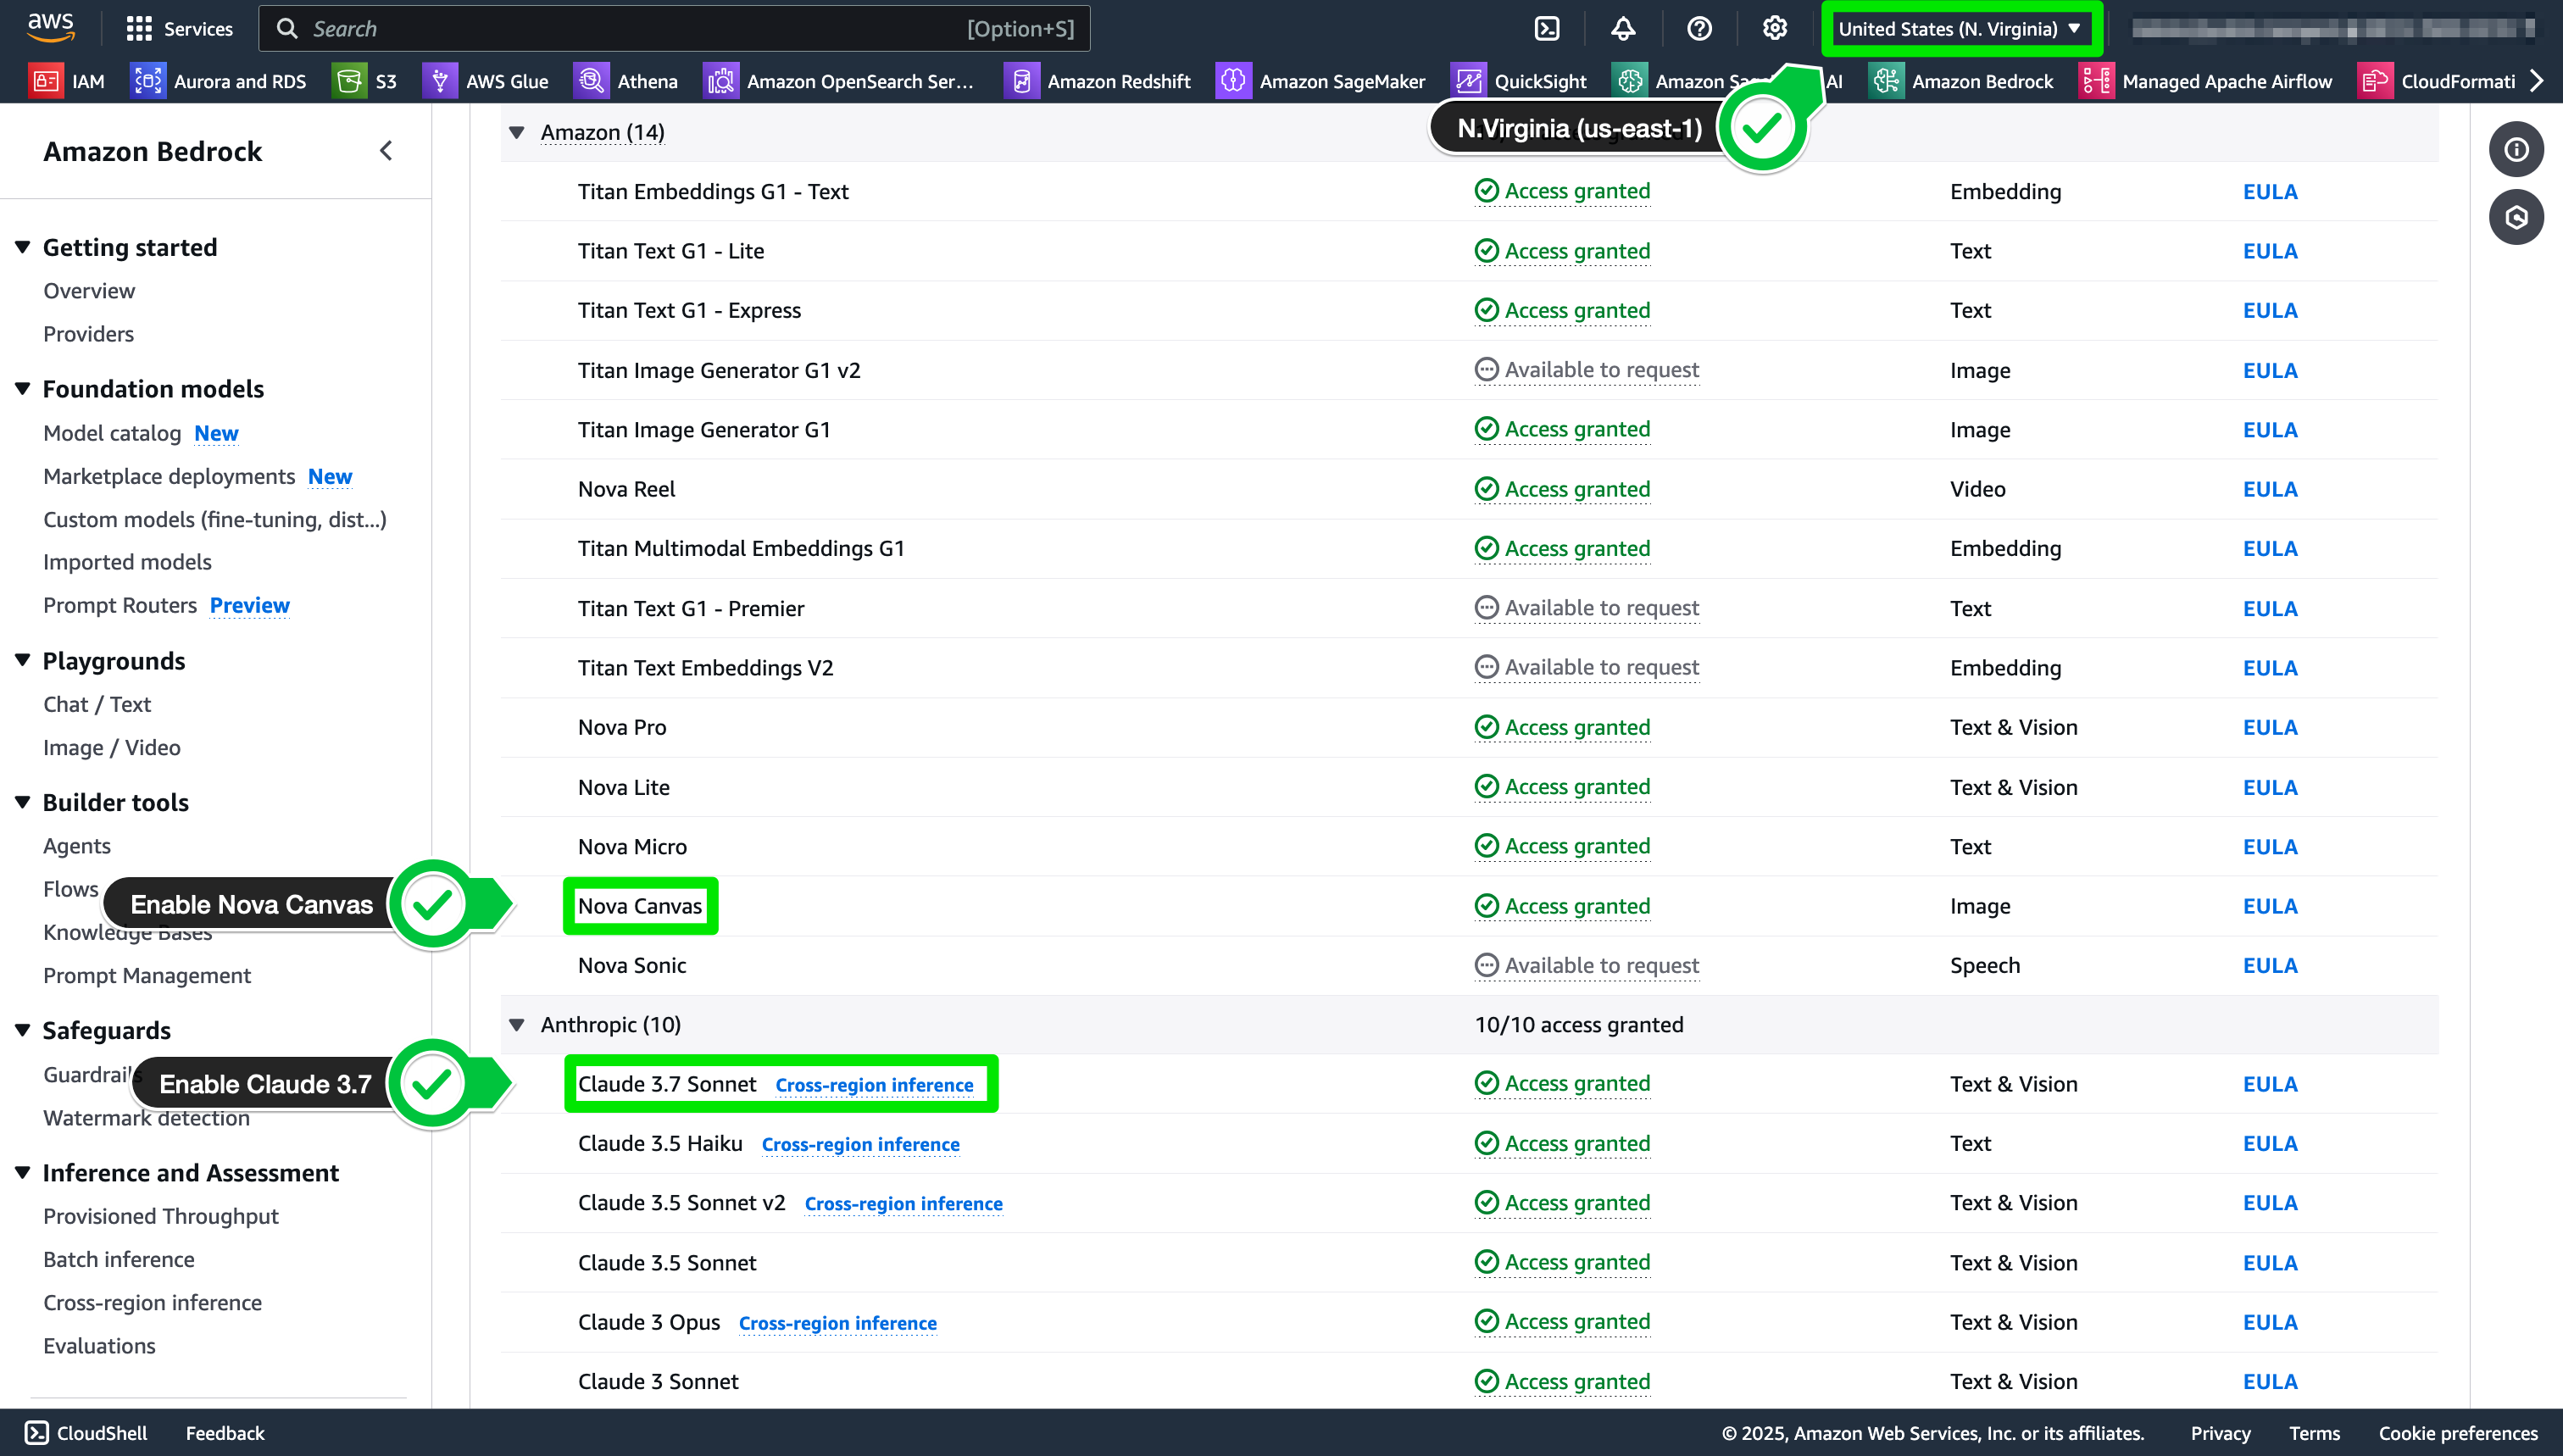 aws
Services
Search
[Option+S]
United States (N. Virginia)
IAM
Aurora and RDS
S3
AWS Glue
Athena
Amazon OpenSearch Ser...
Amazon Redshift
Amazon SageMaker
QuickSight
Amazon
AI
Amazon Bedrock
Managed Apache Airflow
CloudFormati
N.Virginia (us-east-1)
Amazon Bedrock
Getting started
Overview
Providers
Foundation models
Model catalog New
Marketplace deployments New
Custom models (fine-tuning, dist...)
Imported models
Prompt Routers Preview
Playgrounds
Chat / Text
Image / Video
Builder tools
Agents
Flows
Enable Nova Canvas
Knowledge Bases
Prompt Management
Safeguards
Guardrails
Enable Claude 3.7
Watermark detection
Inference and Assessment
Provisioned Throughput
Batch inference
Cross-region inference
Evaluations
Amazon (14)
Titan Embeddings G1 - Text Access granted Embedding EULA
Titan Text G1 - Lite Access granted Text EULA
Titan Text G1 - Express Access granted Text EULA
Titan Image Generator G1 v2 Available to request Image EULA
Titan Image Generator G1 Access granted Image EULA
Nova Reel Access granted Video EULA
Titan Multimodal Embeddings G1 Access granted Embedding EULA
Titan Text G1 - Premier Available to request Text EULA
Titan Text Embeddings V2 Available to request Embedding EULA
Nova Pro Access granted Text & Vision EULA
Nova Lite Access granted Text & Vision EULA
Nova Micro Access granted Text EULA
Nova Canvas Access granted Image EULA
Nova Sonic Available to request Speech EULA
Anthropic (10) 10/10 access granted
Claude 3.7 Sonnet Cross-region inference Access granted Text & Vision EULA
Claude 3.5 Haiku Cross-region inference Access granted Text EULA
Claude 3.5 Sonnet v2 Cross-region inference Access granted Text & Vision EULA
Claude 3.5 Sonnet Access granted Text & Vision EULA
Claude 3 Opus Cross-region inference Access granted Text & Vision EULA
Claude 3 Sonnet Access granted Text & Vision EULA
CloudShell
Feedback
© 2025, Amazon Web Services, Inc. or its affiliates.
Privacy
Terms
Cookie preferences